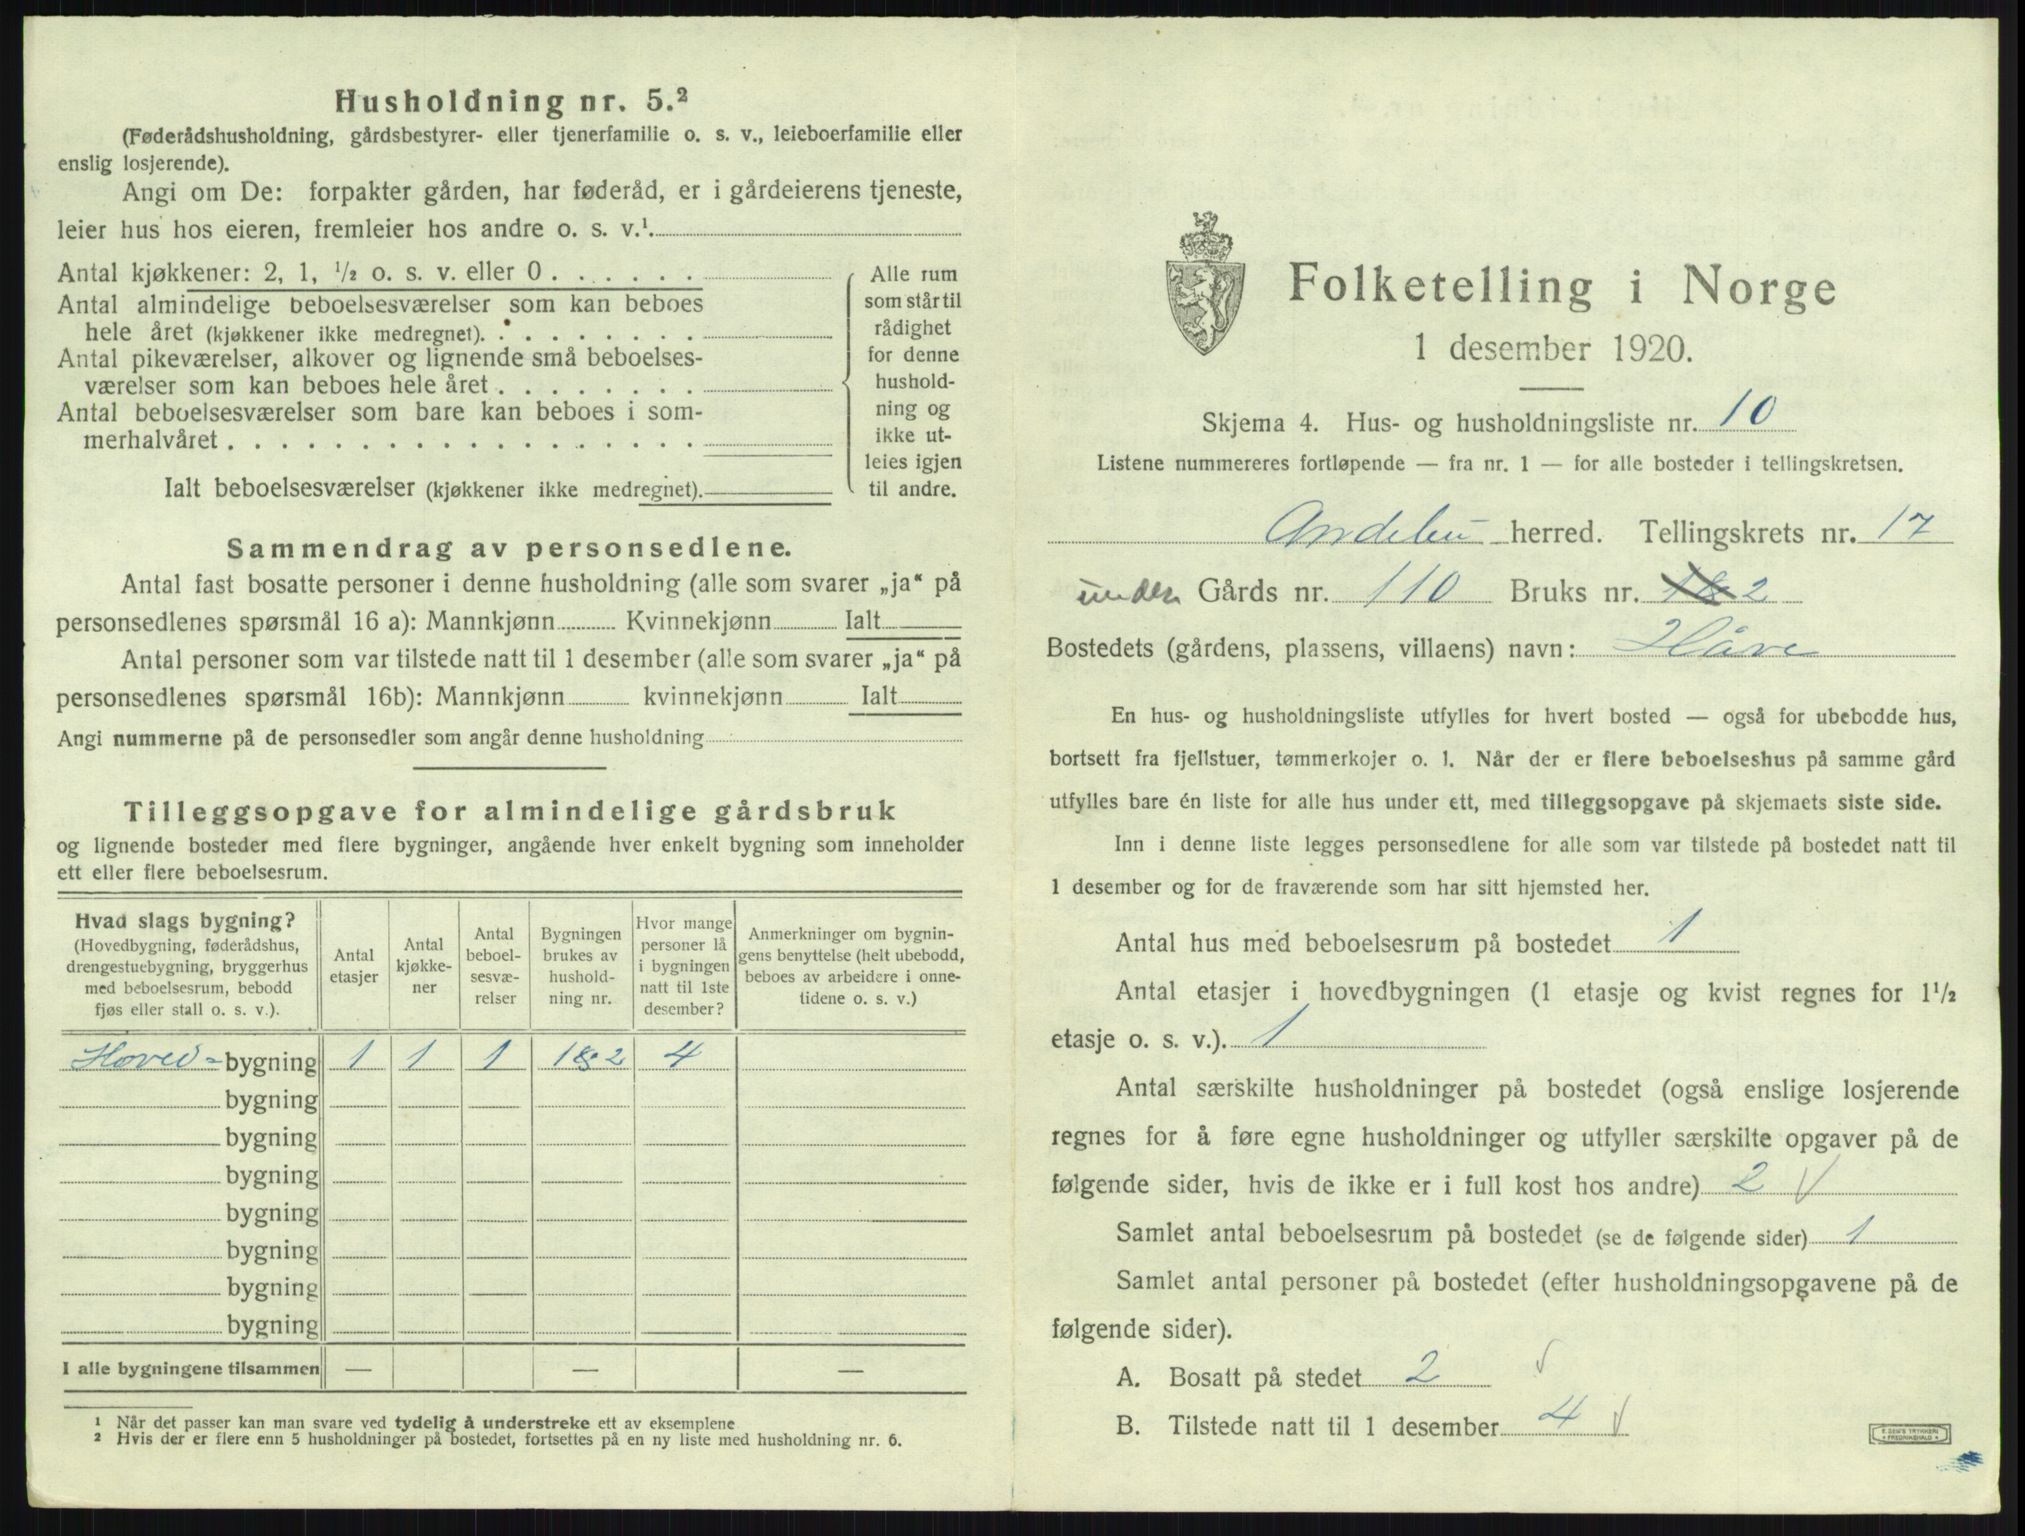 Husholdning nr. 5.²
(Føderådshusholdning, gårdsbestyrer- eller tjenerfamilie o. s. v., leieboerfamilie eller
enslig losjerende).
Angi om De: forpakter gården, har føderåd, er i gårdeierens tjeneste,
leier hus hos eieren, fremleier hos andre o. s. v.¹.
Antal kjøkkener: 2, 1, ½ o. s. v. eller 0 . . . . . .
Antal almindelige beboelsesværelser som kan beboes
hele året (kjøkkener ikke medregnet). . . . . . . . .
Antal pikeværelser, alkover og lignende små beboelses-
værelser som kan beboes hele året . . . . . . . .
Antal beboelsesværelser som bare kan beboes i som-
merhalvåret . . . . . . . . . . . . . . . . . .
Ialt beboelsesværelser (kjøkkener ikke medregnet).
Alle rum
som står til
rådighet
for denne
hushold-
ning og
ikke ut-
leies igjen
til andre.
Sammendrag av personsedlene.
Antal fast bosatte personer i denne husholdning (alle som svarer „ja“ på
personsedlenes spørsmål 16 a): Mannkjønn Kvinnekjønn Ialt
Antal personer som var tilstede natt til 1 desember (alle som svarer „ja“ på
personsedlenes spørsmål 16b): Mannkjønn kvinnekjønn Ialt
Angi nummerne på de personsedler som angår denne husholdning
Tilleggsopgave for almindelige gårdsbruk
og lignende bosteder med flere bygninger, angående hver enkelt bygning som inneholder
ett eller flere beboelsesrum.
Hvad slags bygning?
(Hovedbygning, føderådshus,
drengestuebygning, bryggerhus
med beboelsesrum, bebodd
fjøs eller stall o. s. v.).
Antal
etasjer
Antal
kjøkke-
ner
Antal
beboel-
sesvæ-
relser
Bygningen
brukes av
hushold-
ning nr.
Hvor mange
personer lå
i bygningen
natt til 1ste
desember?
Anmerkninger om bygnin-
gens benyttelse (helt ubebodd,
beboes av arbeidere i onne-
tidene o. s. v.)
Hoved- bygning 1 1 1 1&2 4
bygning
bygning
bygning
bygning
bygning
bygning
bygning
I alle bygningene tilsammen — — —
¹ Når det passer kan man svare ved tydelig å understreke ett av eksemplene
² Hvis der er flere enn 5 husholdninger på bostedet, fortsettes på en ny liste med husholdning nr. 6.
Folketelling i Norge
1 desember 1920.
Skjema 4. Hus- og husholdningsliste nr. 10
Listene nummereres fortløpende — fra nr. 1 — for alle bosteder i tellingskretsen.
Andebu herred. Tellingskrets nr. 17
under Gårds nr. 110 Bruks nr. 1&2
Bostedets (gårdens, plassens, villaens) navn: Håve
En hus- og husholdningsliste utfylles for hvert bosted — også for ubebodde hus,
bortsett fra fjellstuer, tømmerkojer o. l. Når der er flere beboelseshus på samme gård
utfylles bare én liste for alle hus under ett, med tilleggsopgave på skjemaets siste side.
Inn i denne liste legges personsedlene for alle som var tilstede på bostedet natt til
1 desember og for de fraværende som har sitt hjemsted her.
Antal hus med beboelsesrum på bostedet 1
Antal etasjer i hovedbygningen (1 etasje og kvist regnes for 1½
etasje o. s. v.). 1
Antal særskilte husholdninger på bostedet (også enslige losjerende
regnes for å føre egne husholdninger og utfyller særskilte opgaver på de
følgende sider, hvis de ikke er i full kost hos andre) 2 √
Samlet antal beboelsesrum på bostedet (se de følgende sider) 1
Samlet antal personer på bostedet (efter husholdningsopgavene på de
følgende sider).
A. Bosatt på stedet 2 √
B. Tilstede natt til 1 desember 4 √
E. SEM'S TRYKKERI
FREDRIKSHALD